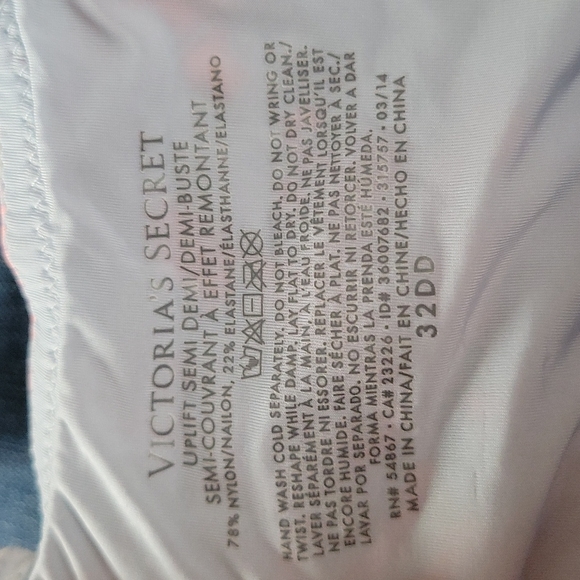 VICTORIA'S SECRET
UPLIFT SEMI DEMI/DEMI-BUSTE
SEMI-COUVRANT À EFFET REMONTANT
78% NYLON/NAILON, 22% ELASTANE/ÉLASTHANNE/ELASTANO
HAND WASH COLD SEPARATELY. DO NOT BLEACH. DO NOT WRING OR
TWIST. RESHAPE WHILE DAMP. LAY FLAT TO DRY. DO NOT DRY CLEAN./
LAVER SÉPARÉMENT À LA MAIN, À L'EAU FROIDE. NE PAS JAVELLISER.
NE PAS TORDRE NI ESSORER. REPLACER LE VÊTEMENT LORSQU'IL EST
ENCORE HUMIDE. FAIRE SÉCHER À PLAT. NE PAS NETTOYER À SEC./
LAVAR POR SEPARADO. NO ESCURRIR NI RETORCER. VOLVER A DAR
FORMA MIENTRAS LA PRENDA ESTÉ HUMEDA.
RN# 54867 • CA# 23226 • ID# 36007682 • 315757 • 03/14
MADE IN CHINA/FAIT EN CHINE/HECHO EN CHINA
32DD